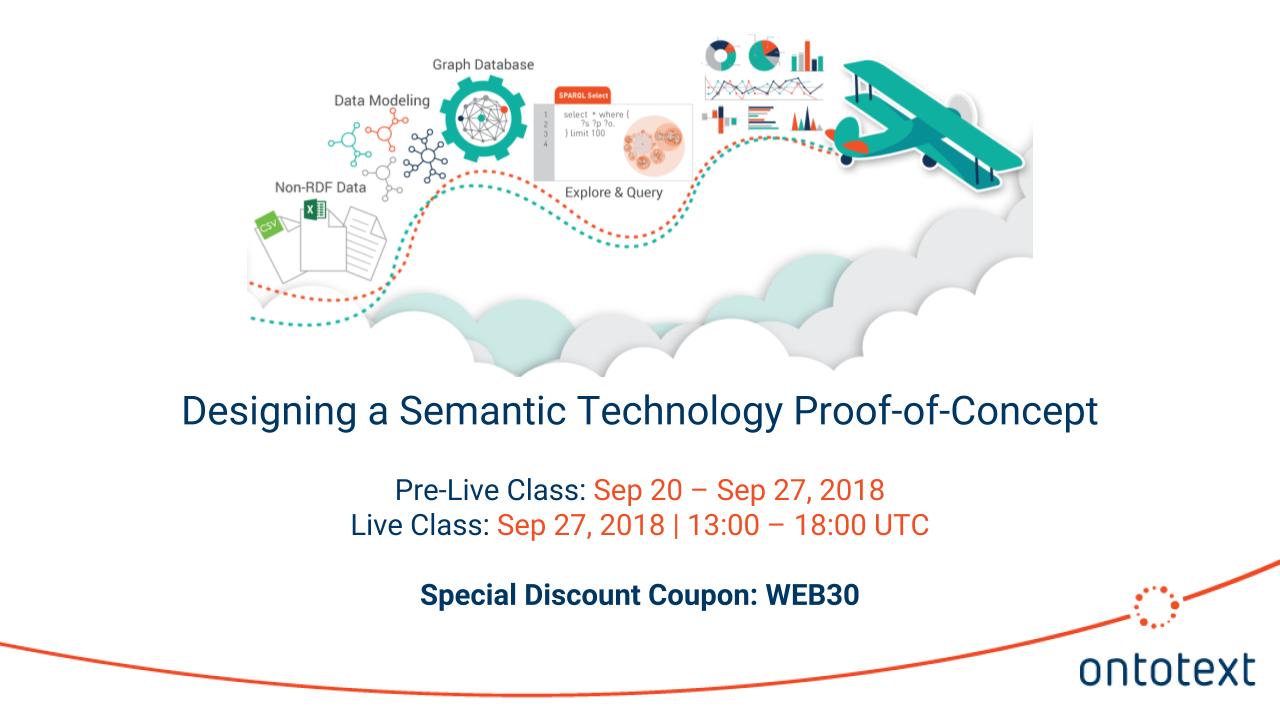 Graph Database
Data Modeling
Non-RDF Data
CSV
X
SPARQL Select
1 select * where {
2 ?s ?p ?o.
3 } limit 100
4
Explore & Query
Designing a Semantic Technology Proof-of-Concept
Pre-Live Class: Sep 20 – Sep 27, 2018
Live Class: Sep 27, 2018 | 13:00 – 18:00 UTC
Special Discount Coupon: WEB30
ontotext